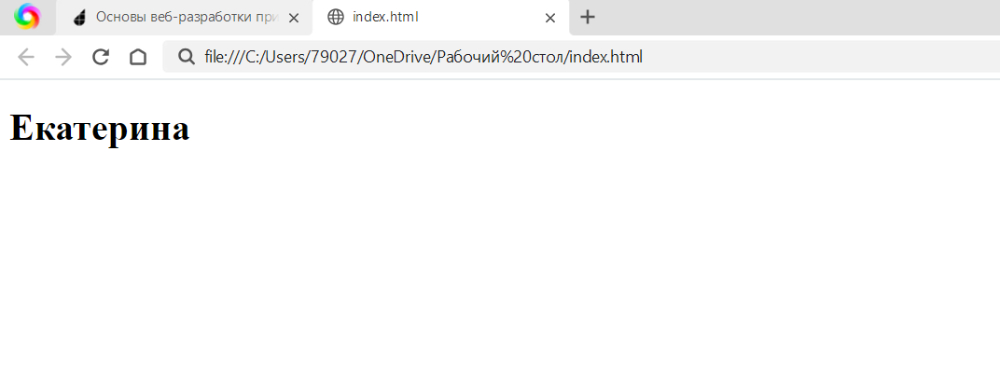 Основы веб-разработки при
index.html
file:///C:/Users/79027/OneDrive/Рабочий%20стол/index.html
Екатерина